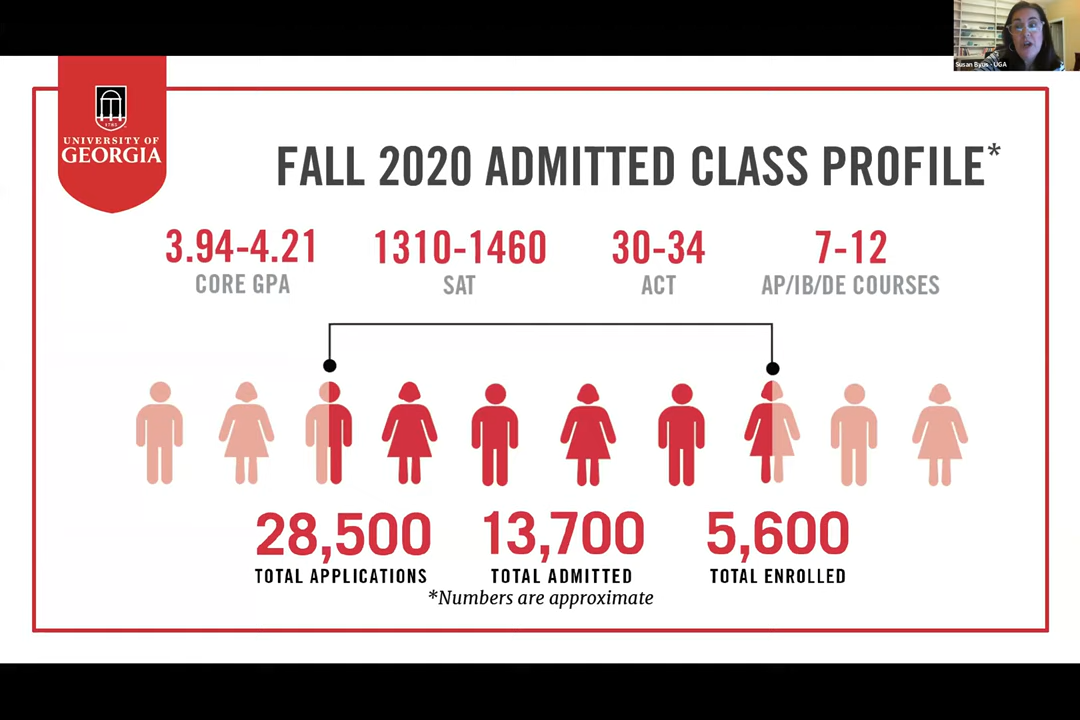 Susan Byus - UGA
1785
UNIVERSITY OF
GEORGIA
FALL 2020 ADMITTED CLASS PROFILE*
3.94-4.21
CORE GPA
1310-1460
SAT
30-34
ACT
7-12
AP/IB/DE COURSES
28,500
TOTAL APPLICATIONS
13,700
TOTAL ADMITTED
5,600
TOTAL ENROLLED
*Numbers are approximate